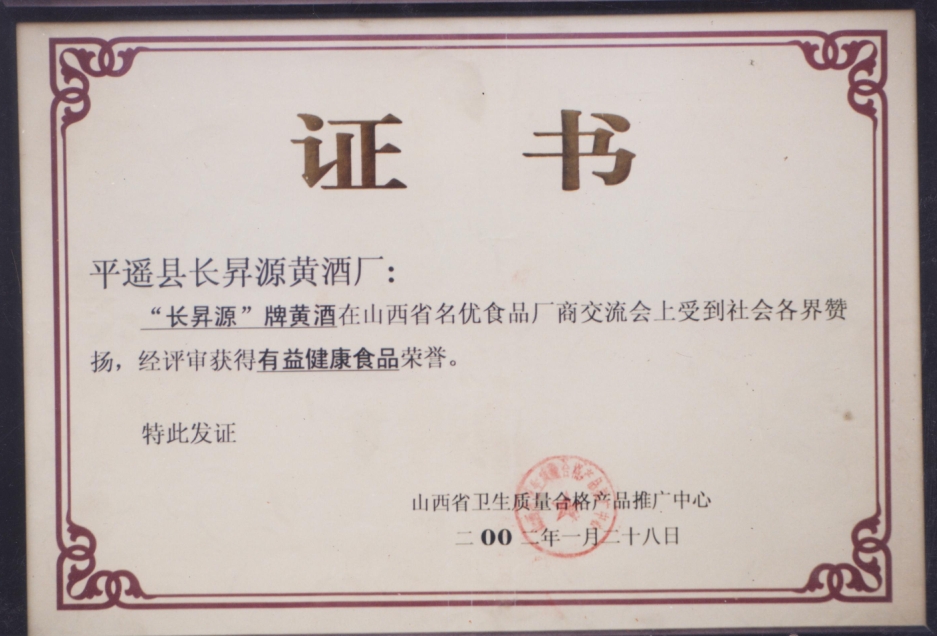 证 书
平遥县长昇源黄酒厂：
“长昇源”牌黄酒在山西省名优食品厂商交流会上受到社会各界赞
扬，经评审获得有益健康食品荣誉。
特此发证
山西省卫生质量合格产品推广中心
二00二年一月二十八日